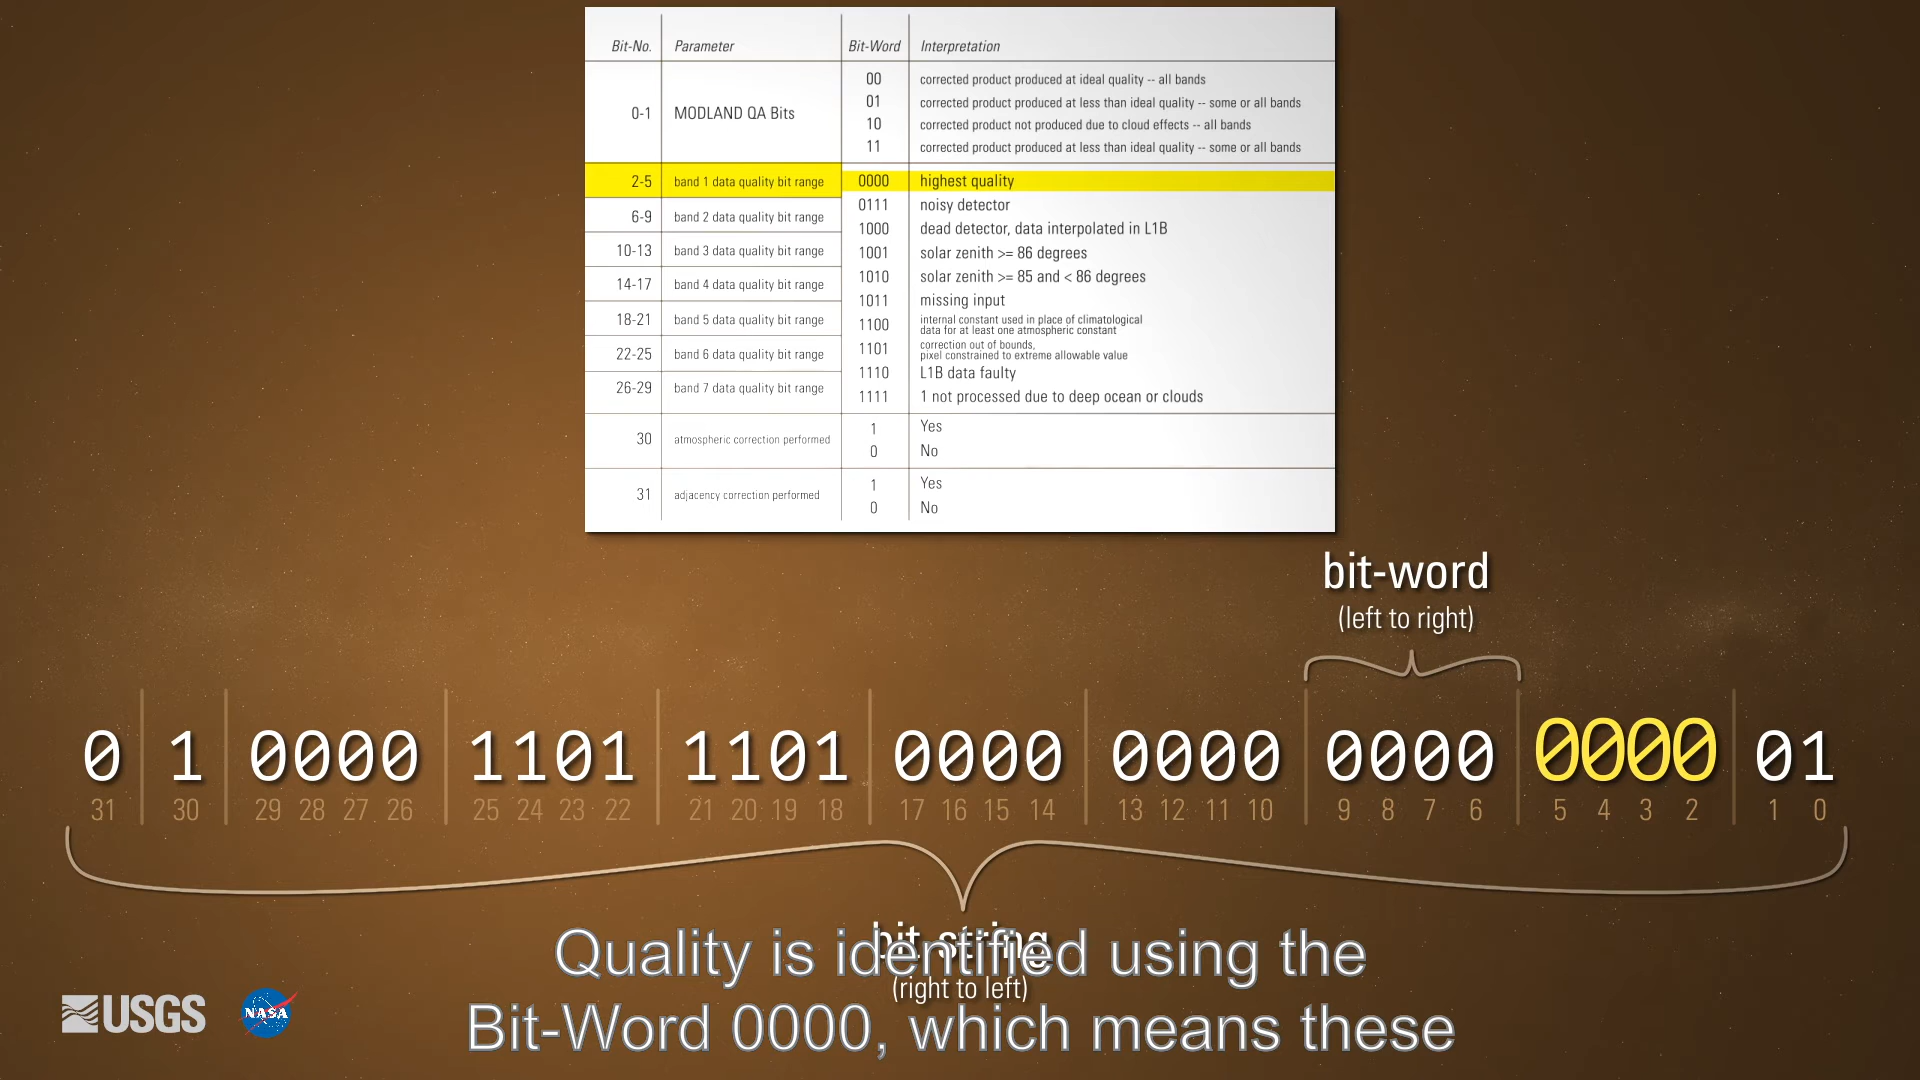 Bit-No. Parameter Bit-Word Interpretation
0-1 MODLAND QA Bits
00 corrected product produced at ideal quality -- all bands
01 corrected product produced at less than ideal quality -- some or all bands
10 corrected product not produced due to cloud effects -- all bands
11 corrected product produced at less than ideal quality -- some or all bands
2-5 band 1 data quality bit range
6-9 band 2 data quality bit range
10-13 band 3 data quality bit range
14-17 band 4 data quality bit range
18-21 band 5 data quality bit range
22-25 band 6 data quality bit range
26-29 band 7 data quality bit range
0000 highest quality
0111 noisy detector
1000 dead detector, data interpolated in L1B
1001 solar zenith >= 86 degrees
1010 solar zenith >= 85 and < 86 degrees
1011 missing input
1100 internal constant used in place of climatological
data for at least one atmospheric constant
1101 correction out of bounds,
pixel constrained to extreme allowable value
1110 L1B data faulty
1111 1 not processed due to deep ocean or clouds
30 atmospheric correction performed
1 Yes
0 No
31 adjacency correction performed
1 Yes
0 No
bit-word
(left to right)
0 1 0000 1101 1101 0000 0000 0000 0000 01
31 30 29 28 27 26 25 24 23 22 21 20 19 18 17 16 15 14 13 12 11 10 9 8 7 6 5 4 3 2 1 0
bit-string
(right to left)
Quality is identified using the
Bit-Word 0000, which means these
USGS
NASA